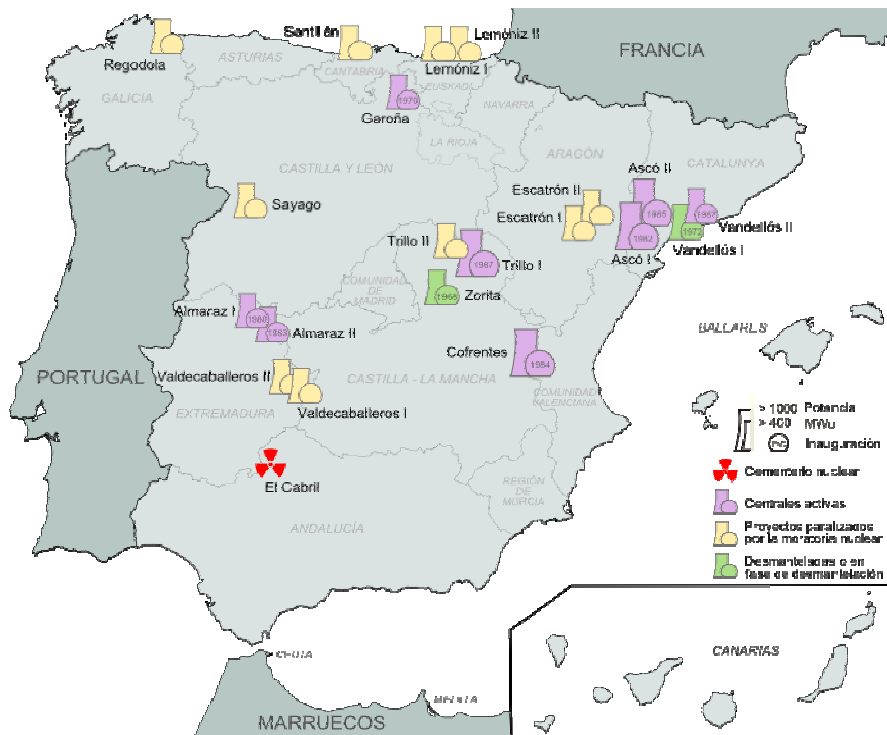 Santillán
Lemóniz II
FRANCIA
Regodola
ASTURIAS
CANTABRIA
Lemóniz I
EUSKADI
GALICIA
1970
NAVARRA
Garoña
LA RIOJA
ARAGÓN
CASTILLA Y LEÓN
Ascó II
CATALUNYA
Escatrón II
Sayago
Escatrón I
1985
1987
Vandellós II
1972
Trillo II
1982
Vandellós I
Ascó I
1987
Trillo I
COMUNIDAD
DE
MADRID
1968
Zorita
Almaraz I
1980
1983
Almaraz II
BALEARES
Cofrentes
1984
PORTUGAL
Valdecaballeros II
CASTILLA - LA MANCHA
COMUNIDAD
VALENCIANA
EXTREMADURA
Valdecaballeros I
> 1000 Potencia
> 400 MWu
Inauguración
Cementerio nuclear
El Cabril
REGIÓN
DE
MURCIA
Centrales activas
ANDALUCÍA
Proyectos paralizados
por la moratoria nuclear
Desmanteladas o en
fase de desmantelación
CEUTA
CANARIAS
MELILLA
MARRUECOS